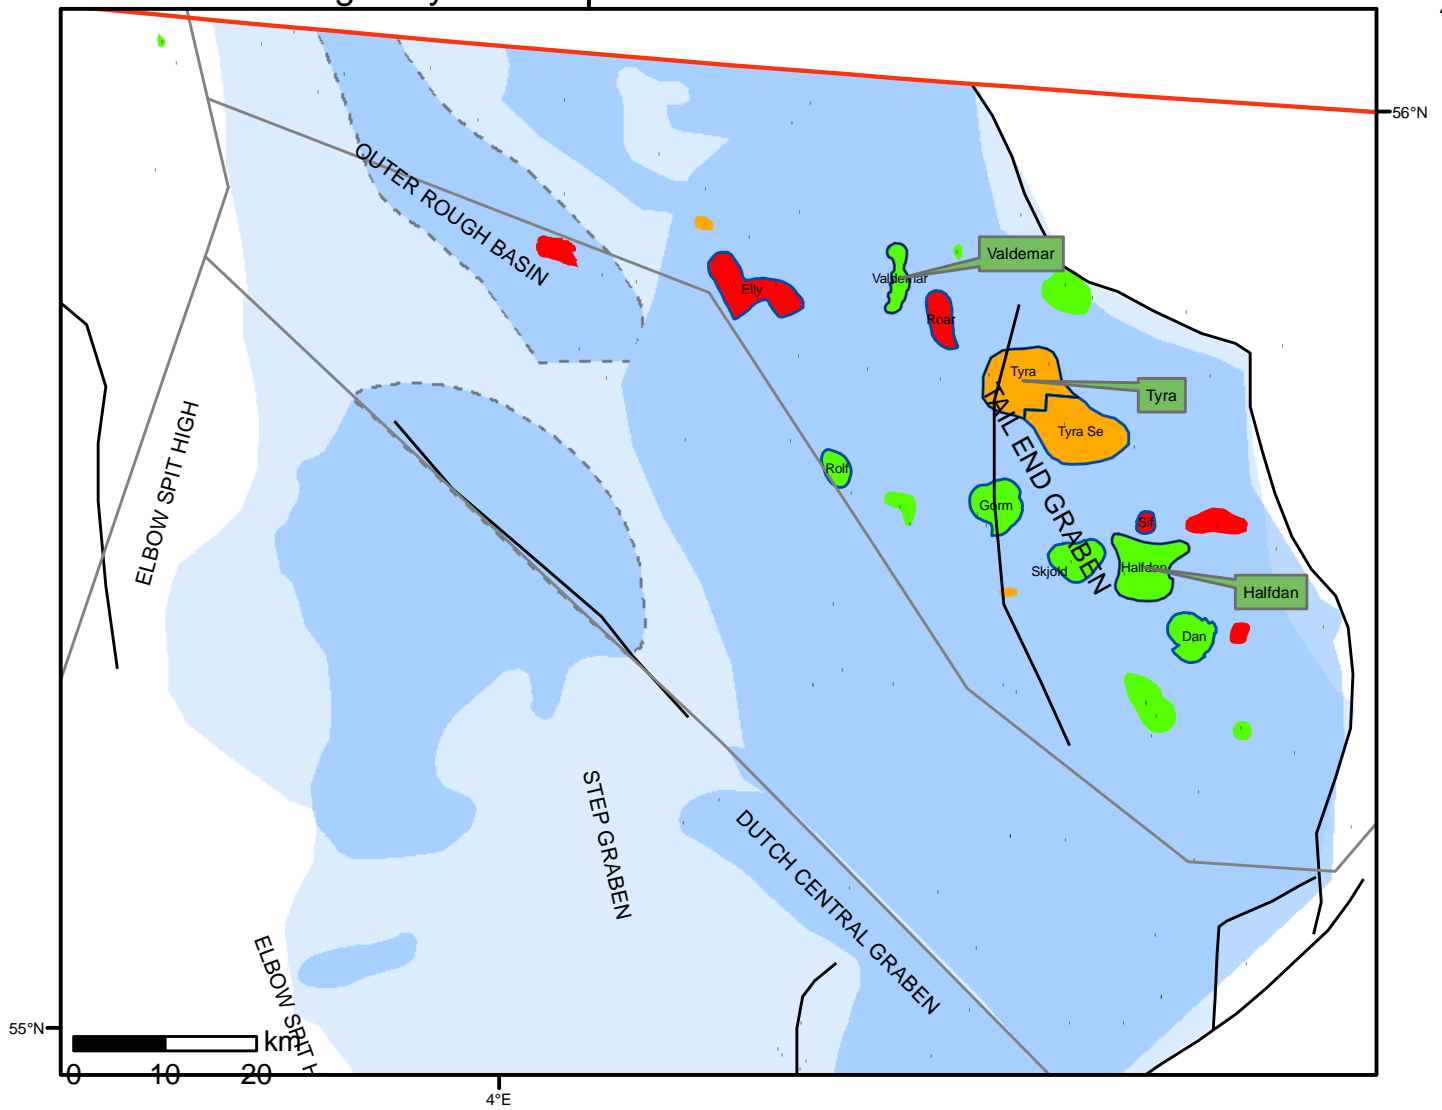 56°N
OUTER ROUGH BASIN
Valdemar
Valdemar
Elly
Roar
Tyra
Tyra
Tyra Se
TAIL END GRABEN
ELBOW SPIT HIGH
Rolf
Gorm
Sif
Skjold
Halfdan
Halfdan
Dan
STEP GRABEN
DUTCH CENTRAL GRABEN
ELBOW SPIT H
55°N
km
0 10 20
4°E